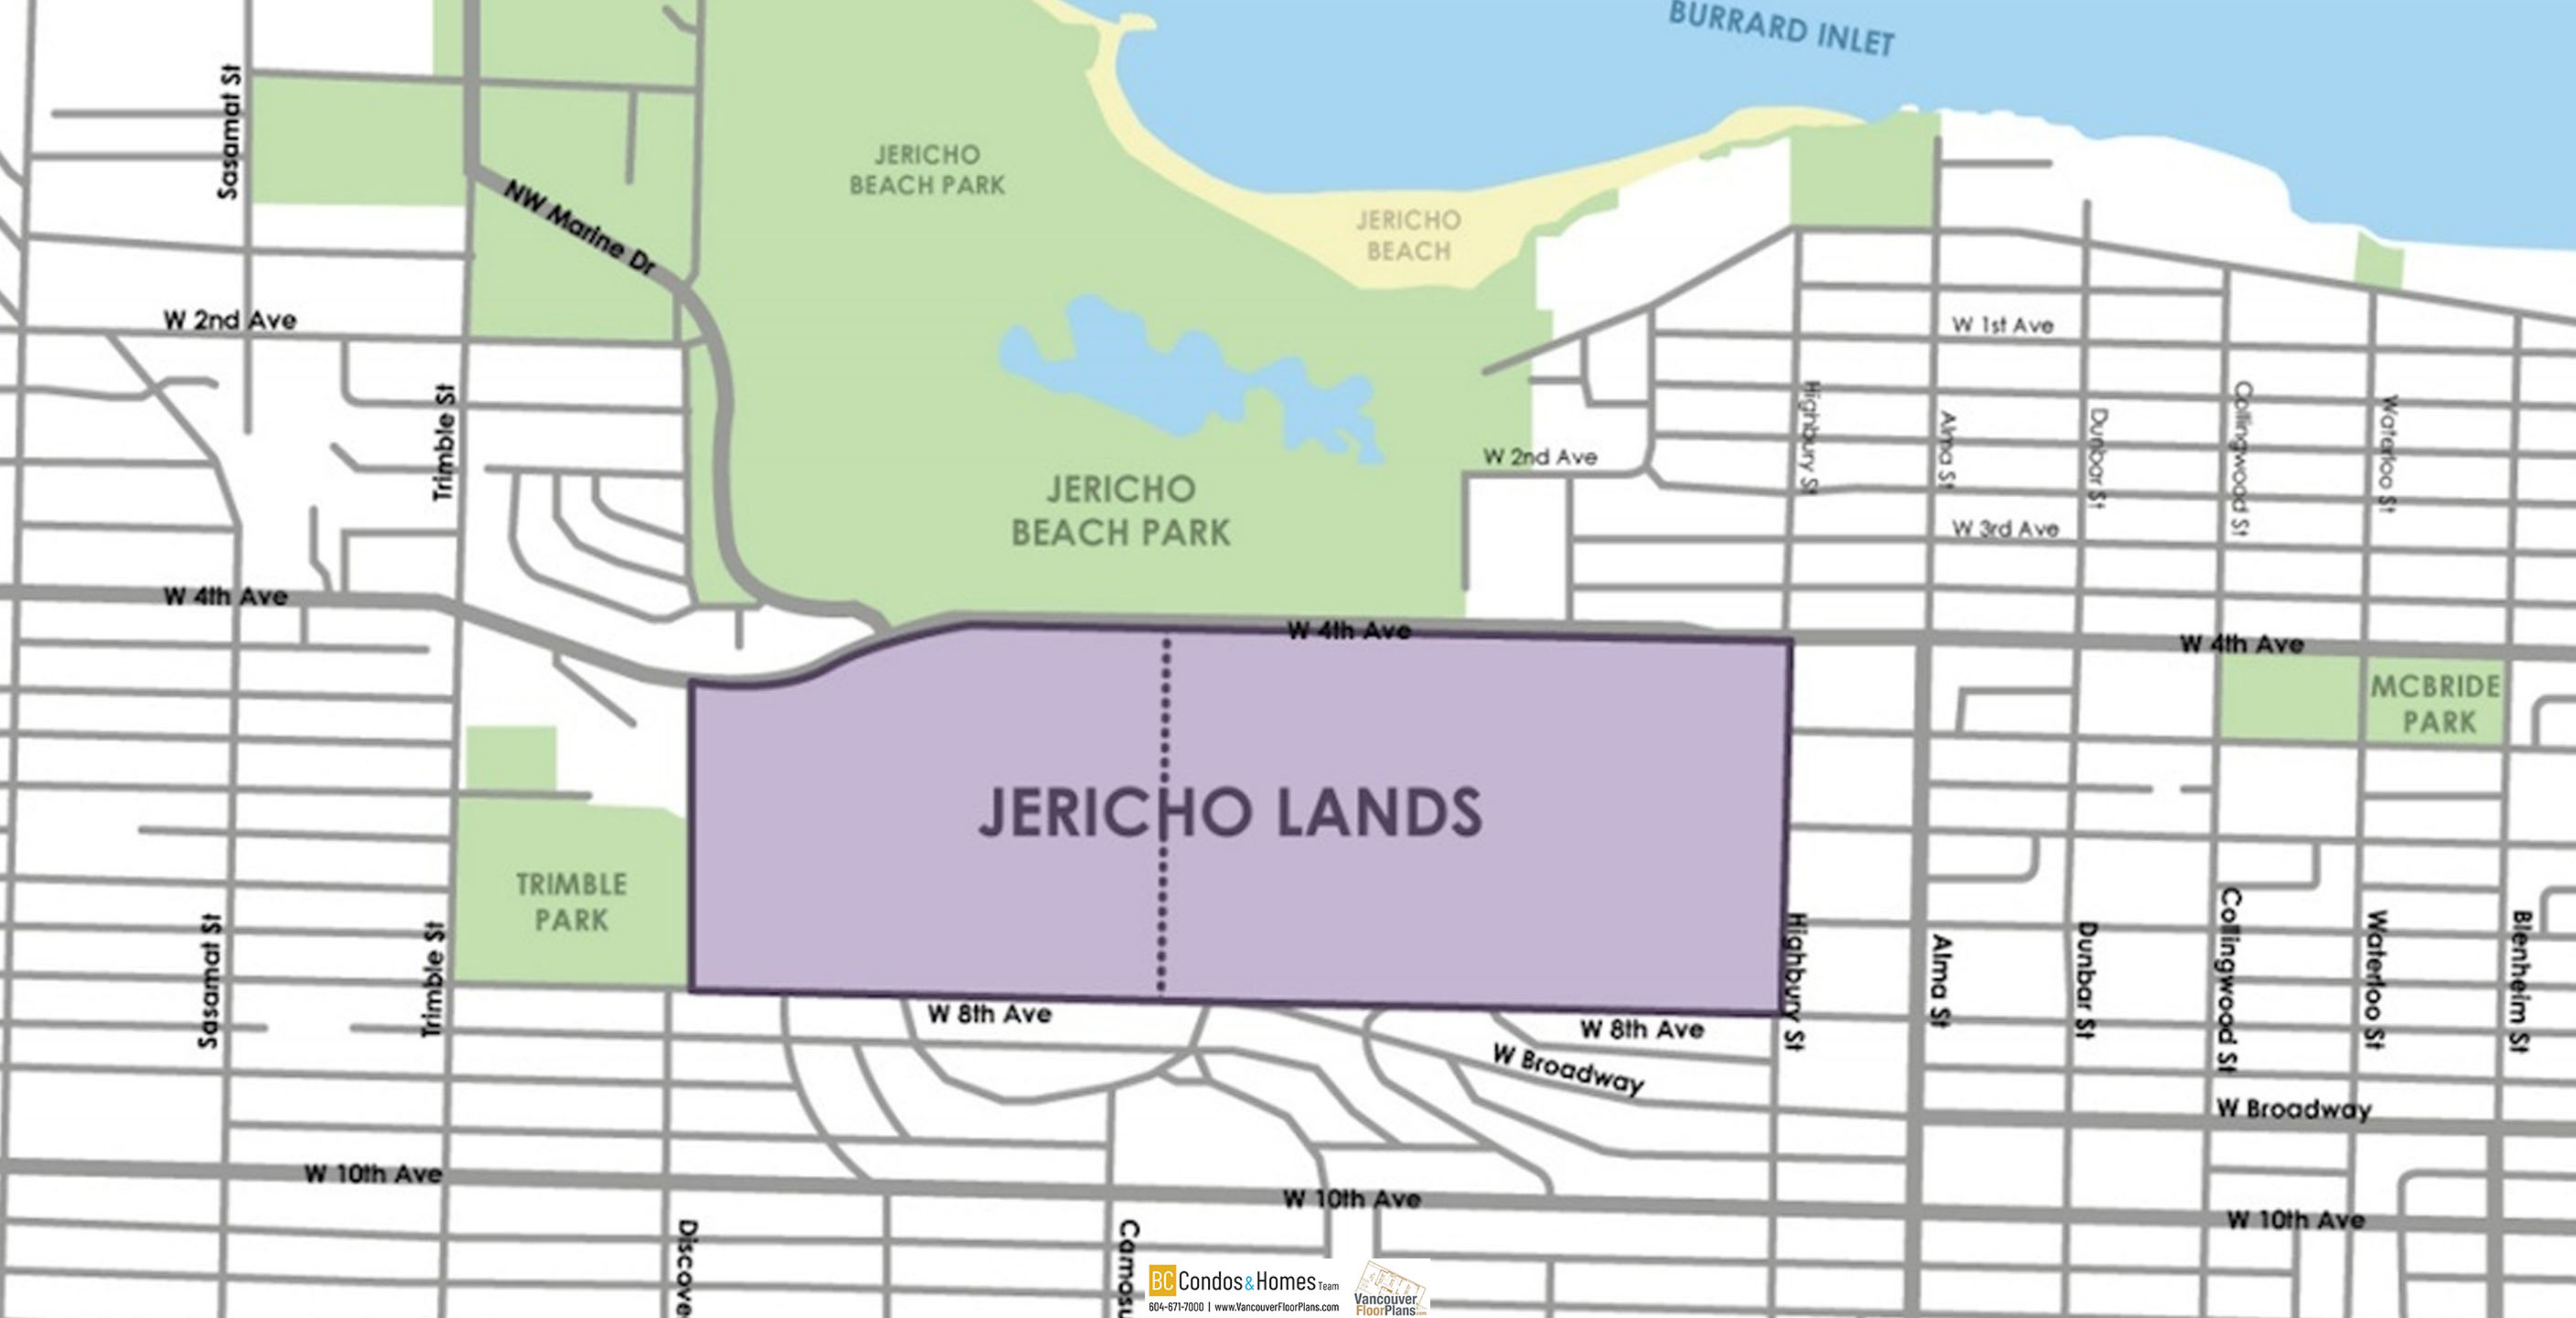 BURRARD INLET
Sasamat St
JERICHO
BEACH PARK
NW Marine Dr
JERICHO
BEACH
W 2nd Ave
W 1st Ave
Trimble St
Highbury St
Alma St
Dunbar St
Collingwood St
Waterloo St
W 2nd Ave
JERICHO
BEACH PARK
W 3rd Ave
W 4th Ave
W 4th Ave
W 4th Ave
MCBRIDE
PARK
JERICHO LANDS
TRIMBLE
PARK
Sasamat St
Trimble St
Highbury St
Alma St
Dunbar St
Collingwood St
Waterloo St
Blenheim St
W 8th Ave
W 8th Ave
W Broadway
W Broadway
W 10th Ave
W 10th Ave
W 10th Ave
Discove
Camosu
BC Condos&Homes Team
604-671-7000 | www.VancouverFloorPlans.com
Vancouver
FloorPlans.com